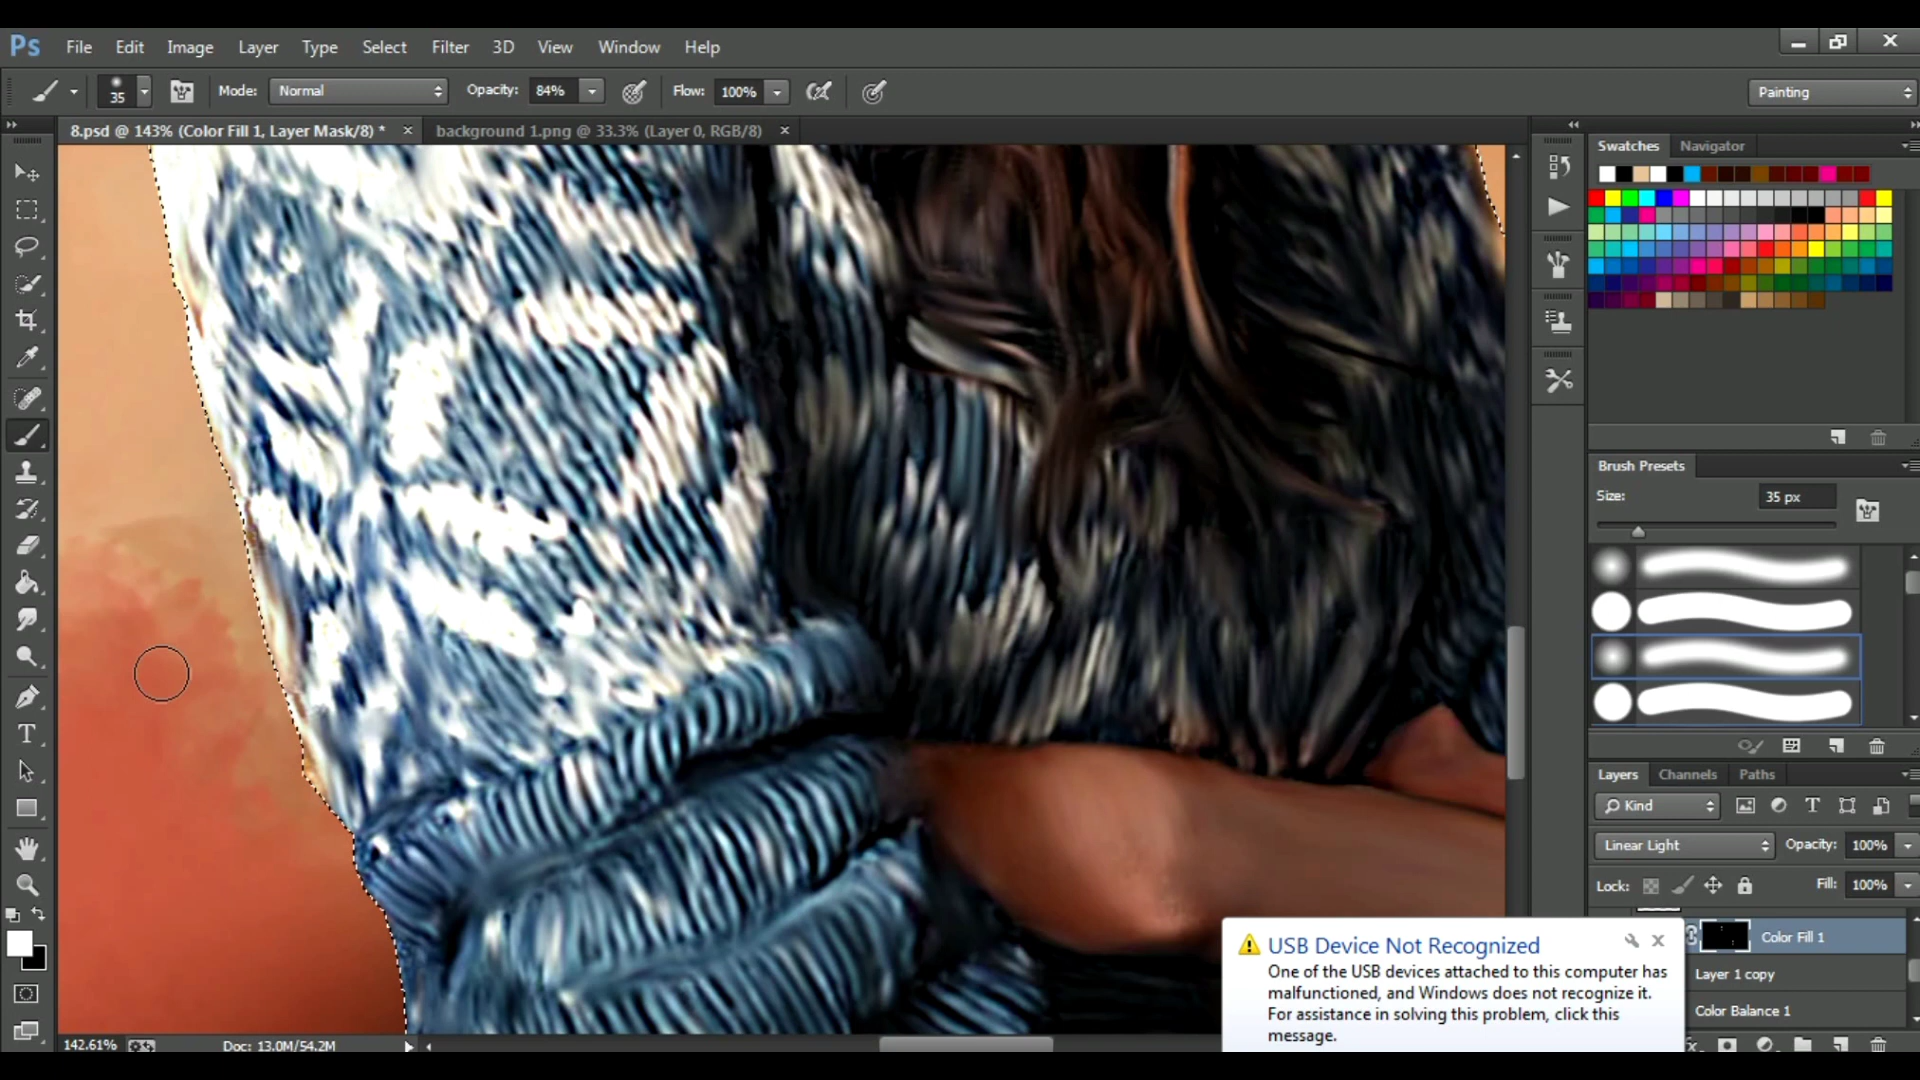 Ps File Edit Image Layer Type Select Filter 3D View Window Help
35 Mode: Normal Opacity: 84% Flow: 100% Painting
8.psd @ 143% (Color Fill 1, Layer Mask/8) * × background 1.png @ 33.3% (Layer 0, RGB/8) ×
Swatches Navigator
Brush Presets
Size: 35 px
Layers Channels Paths
Kind
Linear Light Opacity: 100%
Lock: Fill: 100%
Color Fill 1
Layer 1 copy
Color Balance 1
USB Device Not Recognized
One of the USB devices attached to this computer has
malfunctioned, and Windows does not recognize it.
For assistance in solving this problem, click this
message.
142.61% Doc: 13.0M/54.2M